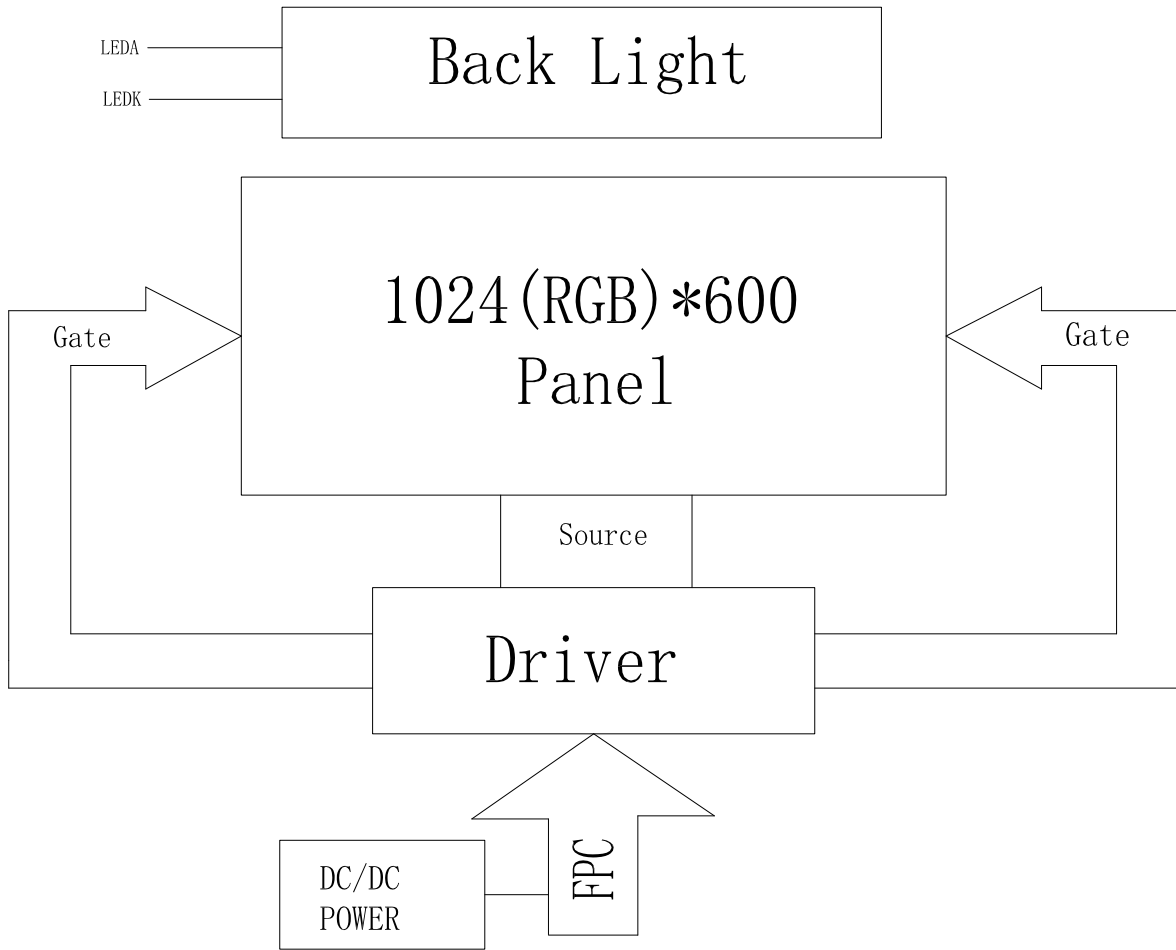 LEDA
Back Light
LEDK
1024(RGB)*600
Panel
Gate
Gate
Source
Driver
FPC
DC/DC
POWER